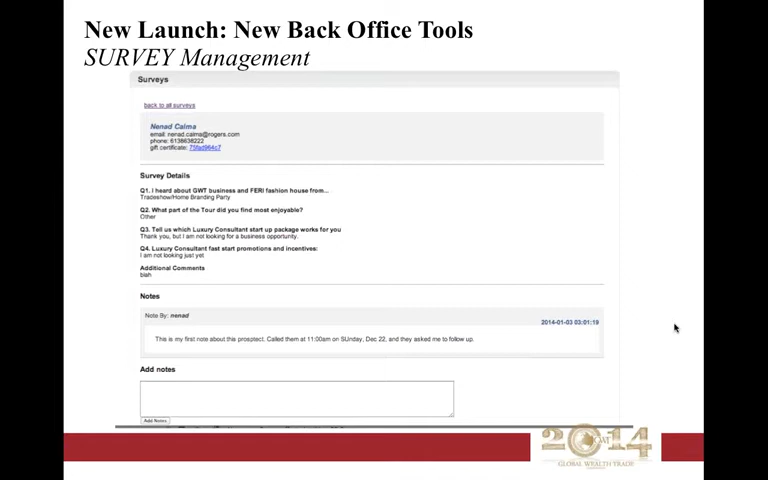 New Launch: New Back Office Tools
SURVEY Management
Surveys
back to all surveys
Nenad Calma
email: nenad.calma@rogers.com
phone: 6138638222
gift certificate: 75fad964c7
Survey Details
Q1. I heard about GWT business and FERI fashion house from...
Tradeshow/Home Branding Party
Q2. What part of the Tour did you find most enjoyable?
Other
Q3. Tell us which Luxury Consultant start up package works for you
Thank you, but I am not looking for a business opportunity.
Q4. Luxury Consultant fast start promotions and incentives:
I am not looking just yet
Additional Comments
blah
Notes
Note By: nenad
2014-01-03 03:01:19
This is my first note about this prosptect. Called them at 11:00am on SUnday, Dec 22, and they asked me to follow up.
Add notes
Add Notes
2014
GWT
GLOBAL WEALTH TRADE